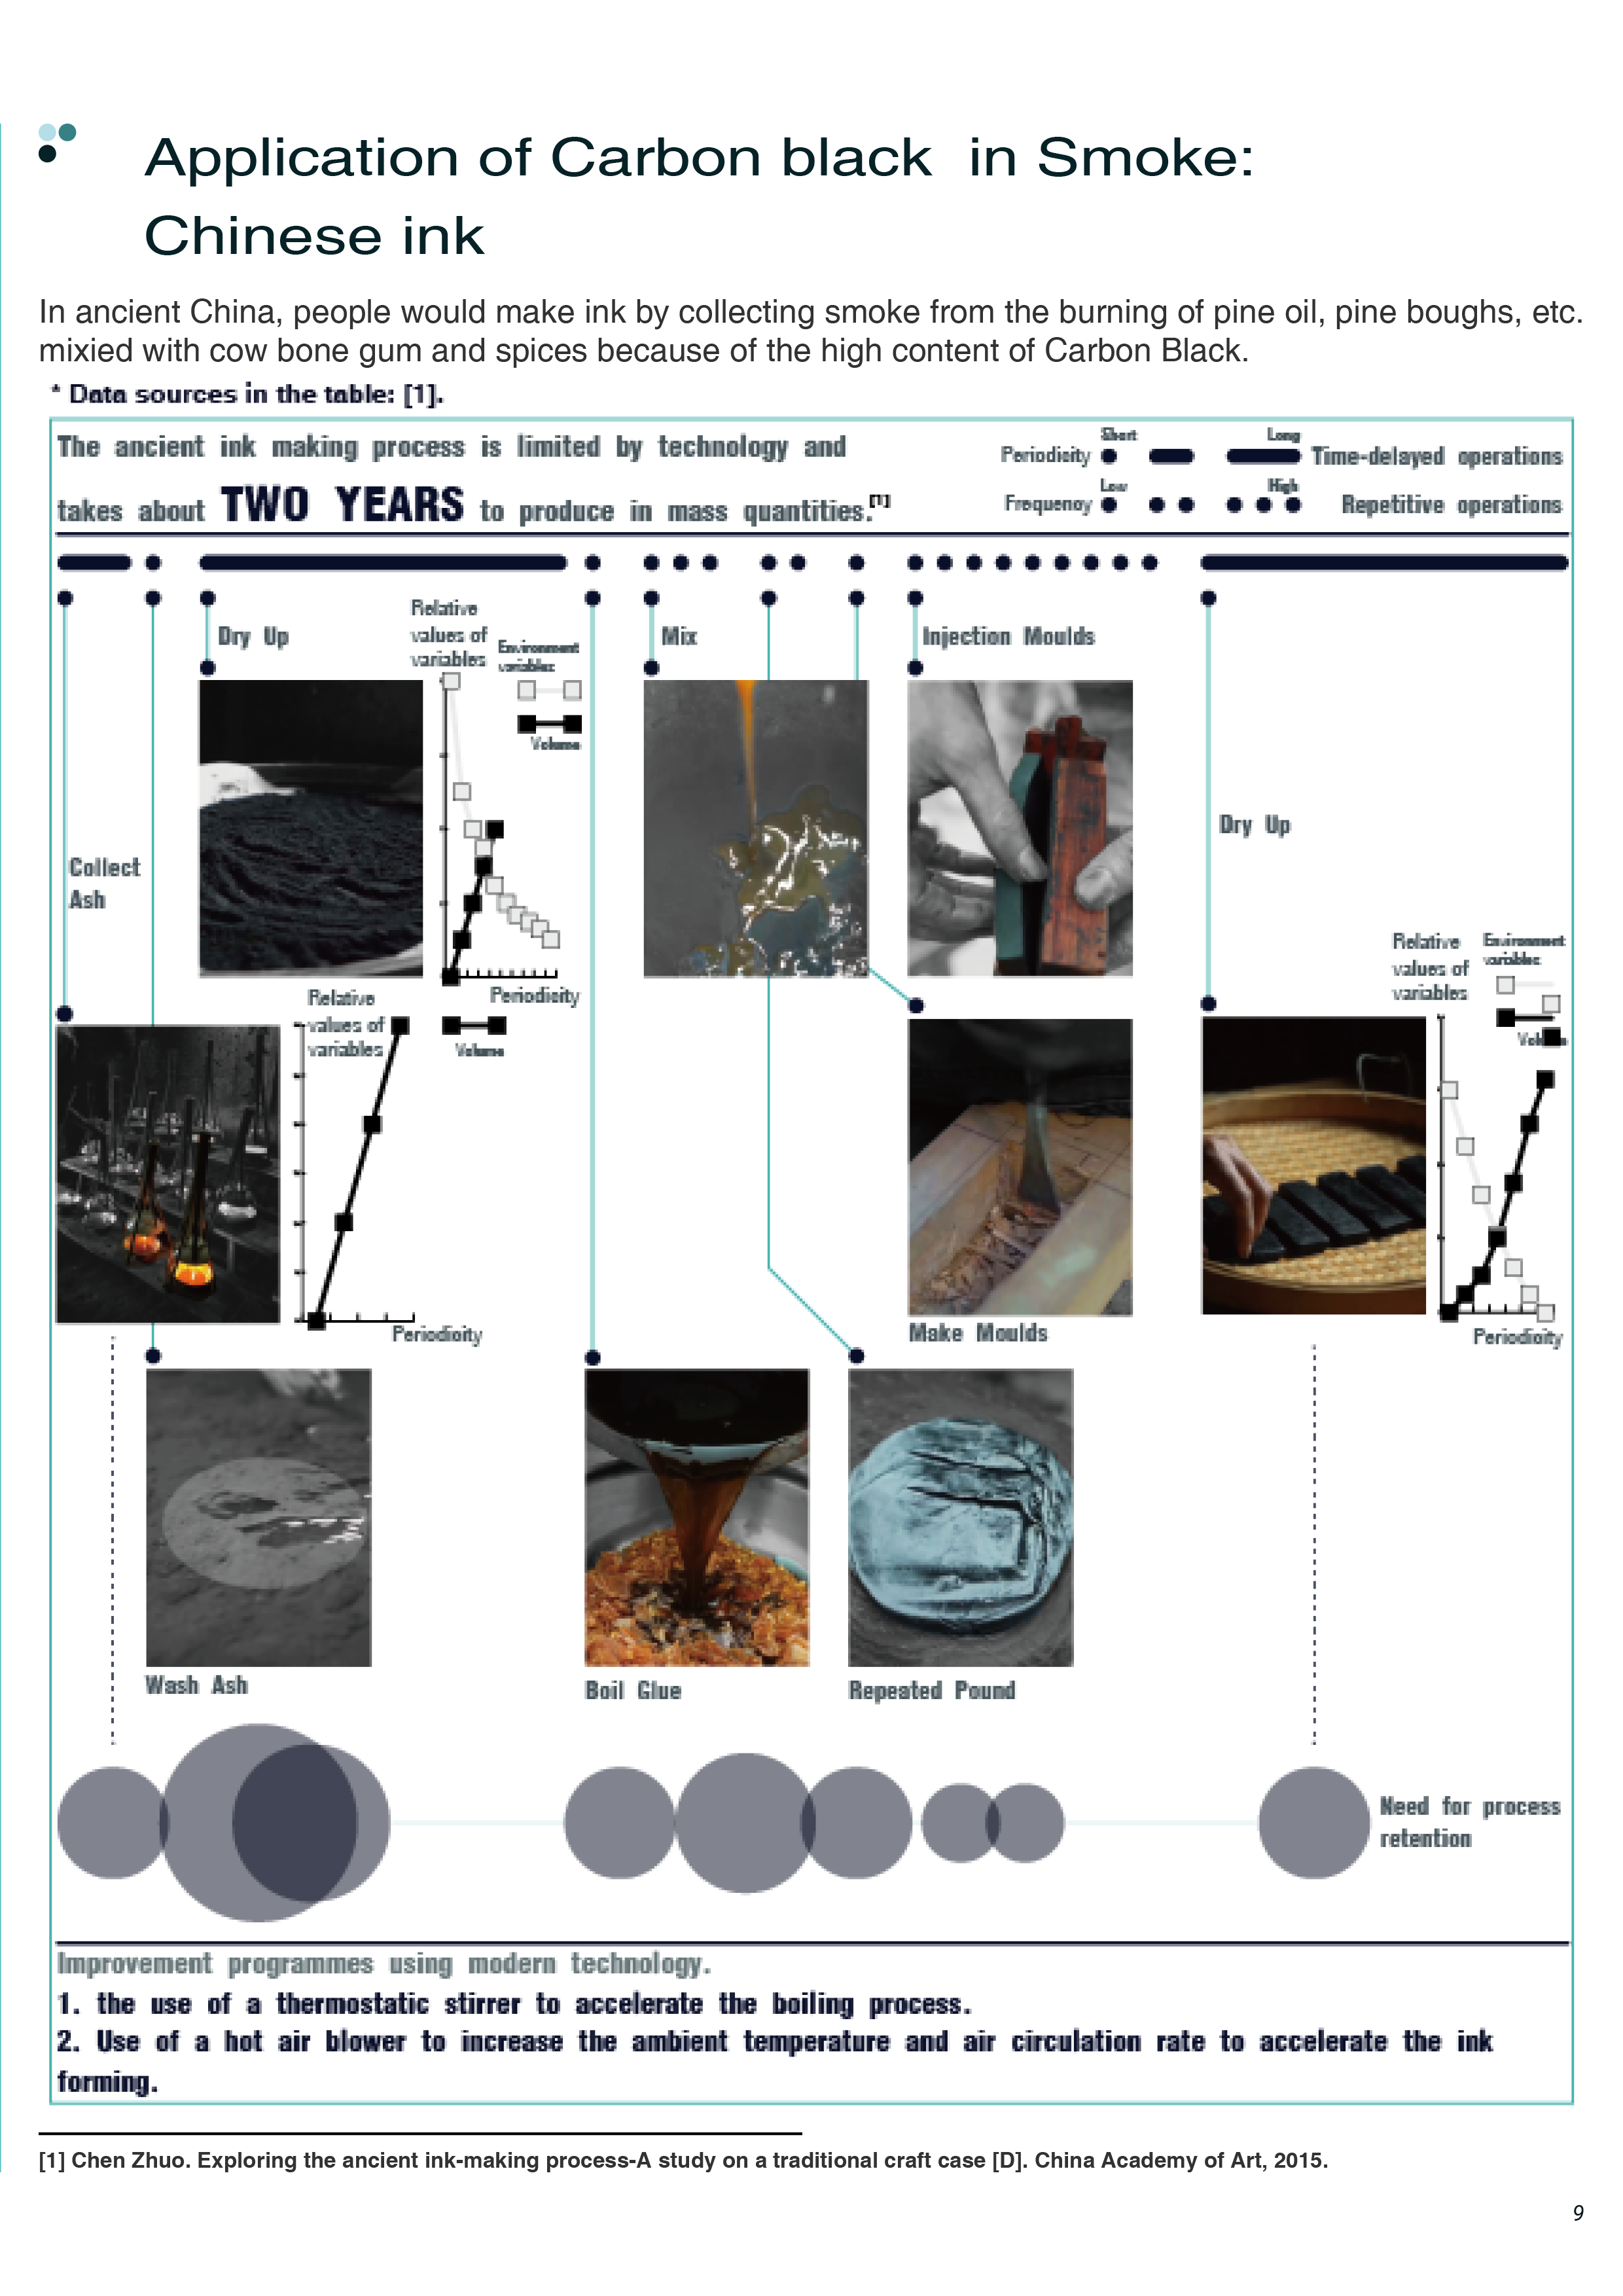 Application of Carbon black in Smoke:
Chinese ink
In ancient China, people would make ink by collecting smoke from the burning of pine oil, pine boughs, etc.
mixied with cow bone gum and spices because of the high content of Carbon Black.
* Data sources in the table: [1].
The ancient ink making process is limited by technology and
takes about TWO YEARS to produce in mass quantities.[1]
Short Long
Periodicity Time-delayed operations
Low High
Frequency Repetitive operations
Dry Up
Relative
values of
variables
Environment
variables
Volume
Periodicity
Mix
Injection Moulds
Dry Up
Collect
Ash
Relative
values of
variables
Volume
Periodicity
Relative
values of
variables
Environment
variables
Volume
Periodicity
Make Moulds
Wash Ash
Boil Glue
Repeated Pound
Need for process
retention
Improvement programmes using modern technology.
1. the use of a thermostatic stirrer to accelerate the boiling process.
2. Use of a hot air blower to increase the ambient temperature and air circulation rate to accelerate the ink
forming.
[1] Chen Zhuo. Exploring the ancient ink-making process-A study on a traditional craft case [D]. China Academy of Art, 2015.
9